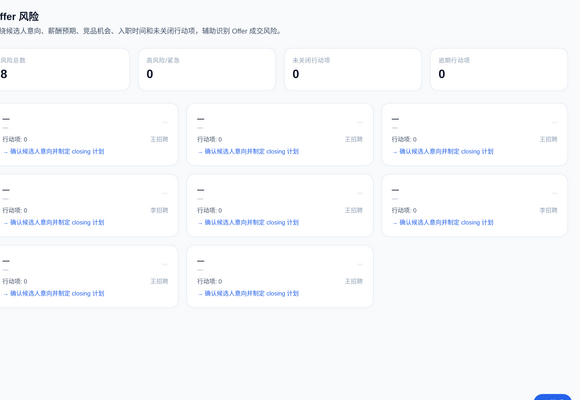 ffer 风险
绕候选人意向、薪酬预期、竞品机会、入职时间和未关闭行动项，辅助识别 Offer 成交风险。
风险总数
8
高风险/紧急
0
未关闭行动项
0
逾期行动项
0
—
—
—
行动项: 0
王招聘
→ 确认候选人意向并制定 closing 计划
—
—
—
行动项: 0
王招聘
→ 确认候选人意向并制定 closing 计划
—
—
—
行动项: 0
王招聘
→ 确认候选人意向并制定 closing 计划
—
—
—
行动项: 0
李招聘
→ 确认候选人意向并制定 closing 计划
—
—
—
行动项: 0
王招聘
→ 确认候选人意向并制定 closing 计划
—
—
—
行动项: 0
李招聘
→ 确认候选人意向并制定 closing 计划
—
—
—
行动项: 0
王招聘
→ 确认候选人意向并制定 closing 计划
—
—
—
行动项: 0
王招聘
→ 确认候选人意向并制定 closing 计划